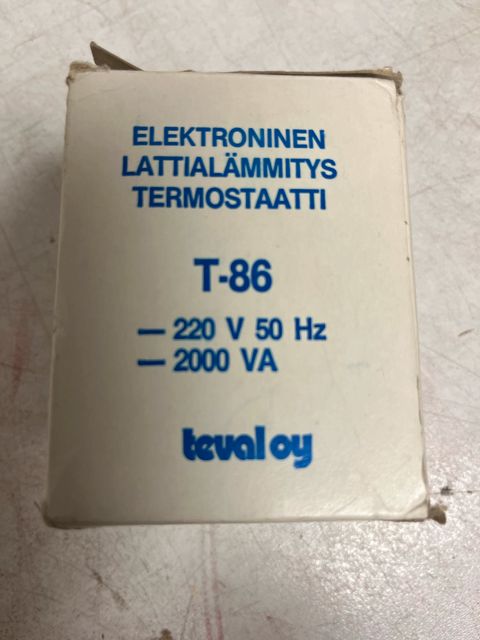 ELEKTRONINEN
LATTIALÄMMITYS
TERMOSTAATTI
T-86
— 220 V 50 Hz
— 2000 VA
teval oy